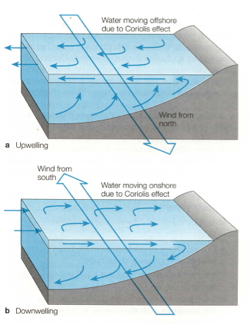 Water moving offshore
due to Coriolis effect
Wind from
north
a Upwelling
Wind from
south
Water moving onshore
due to Coriolis effect
b Downwelling